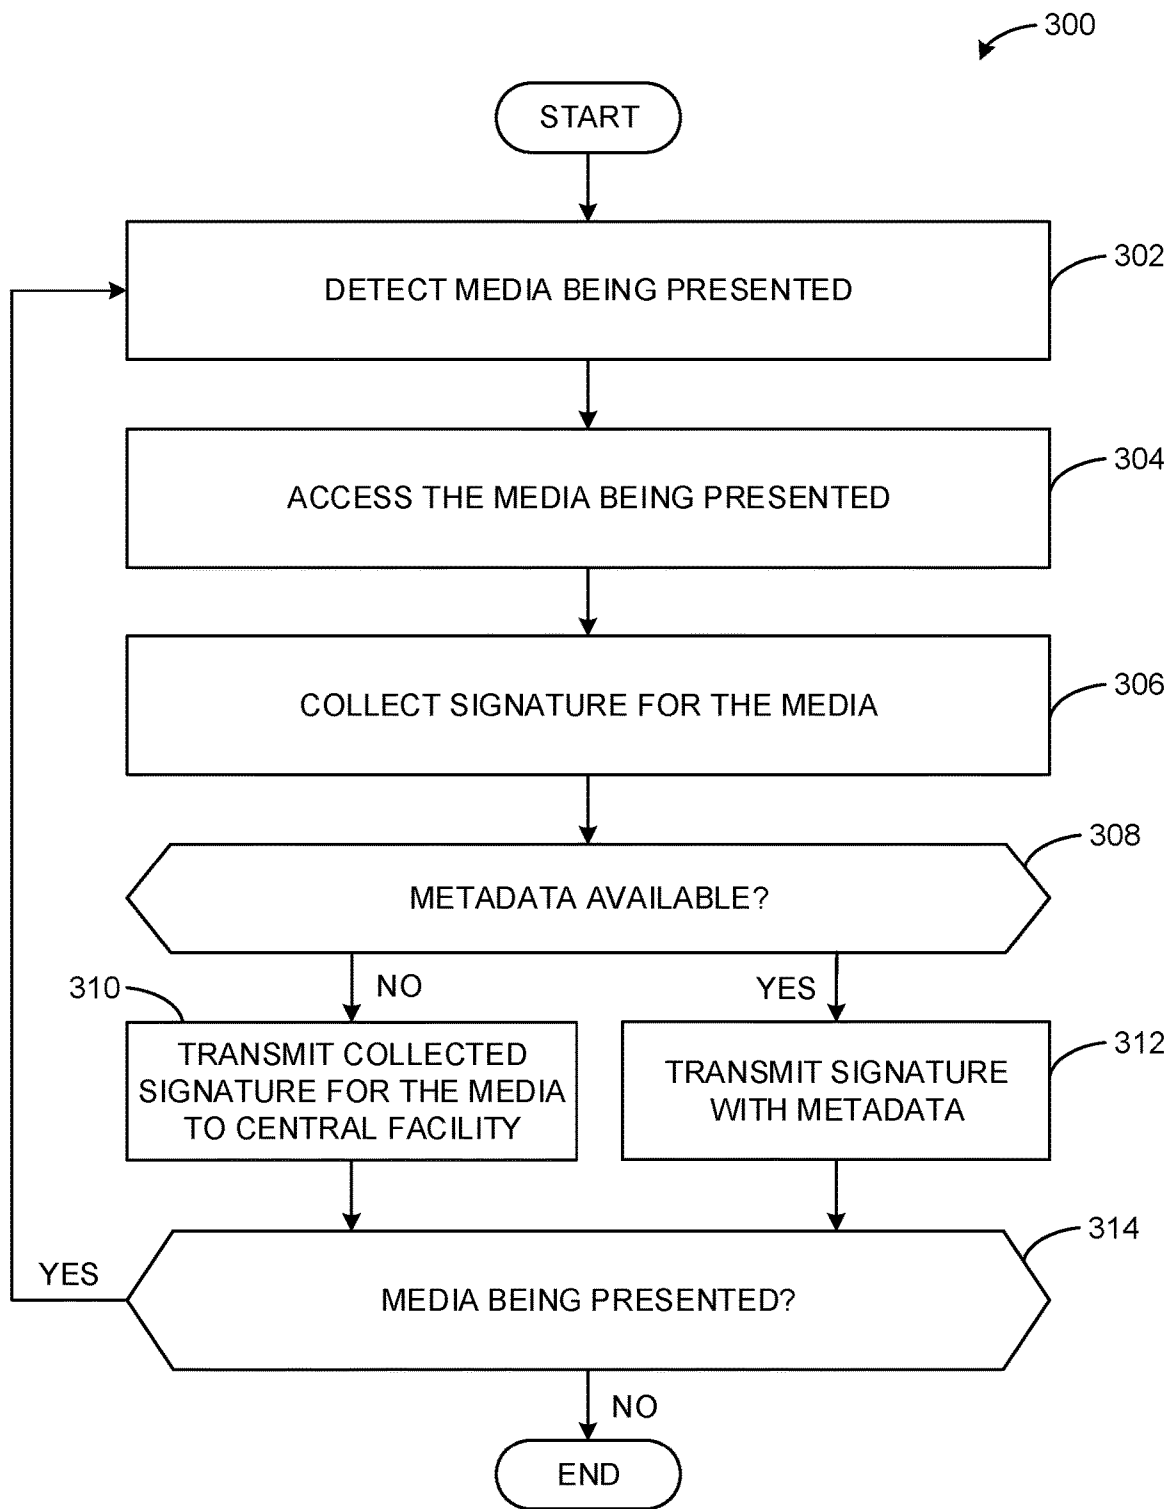 300
START
DETECT MEDIA BEING PRESENTED
302
ACCESS THE MEDIA BEING PRESENTED
304
COLLECT SIGNATURE FOR THE MEDIA
306
METADATA AVAILABLE?
308
NO
YES
310
TRANSMIT COLLECTED
SIGNATURE FOR THE MEDIA
TO CENTRAL FACILITY
TRANSMIT SIGNATURE
WITH METADATA
312
MEDIA BEING PRESENTED?
314
YES
NO
END